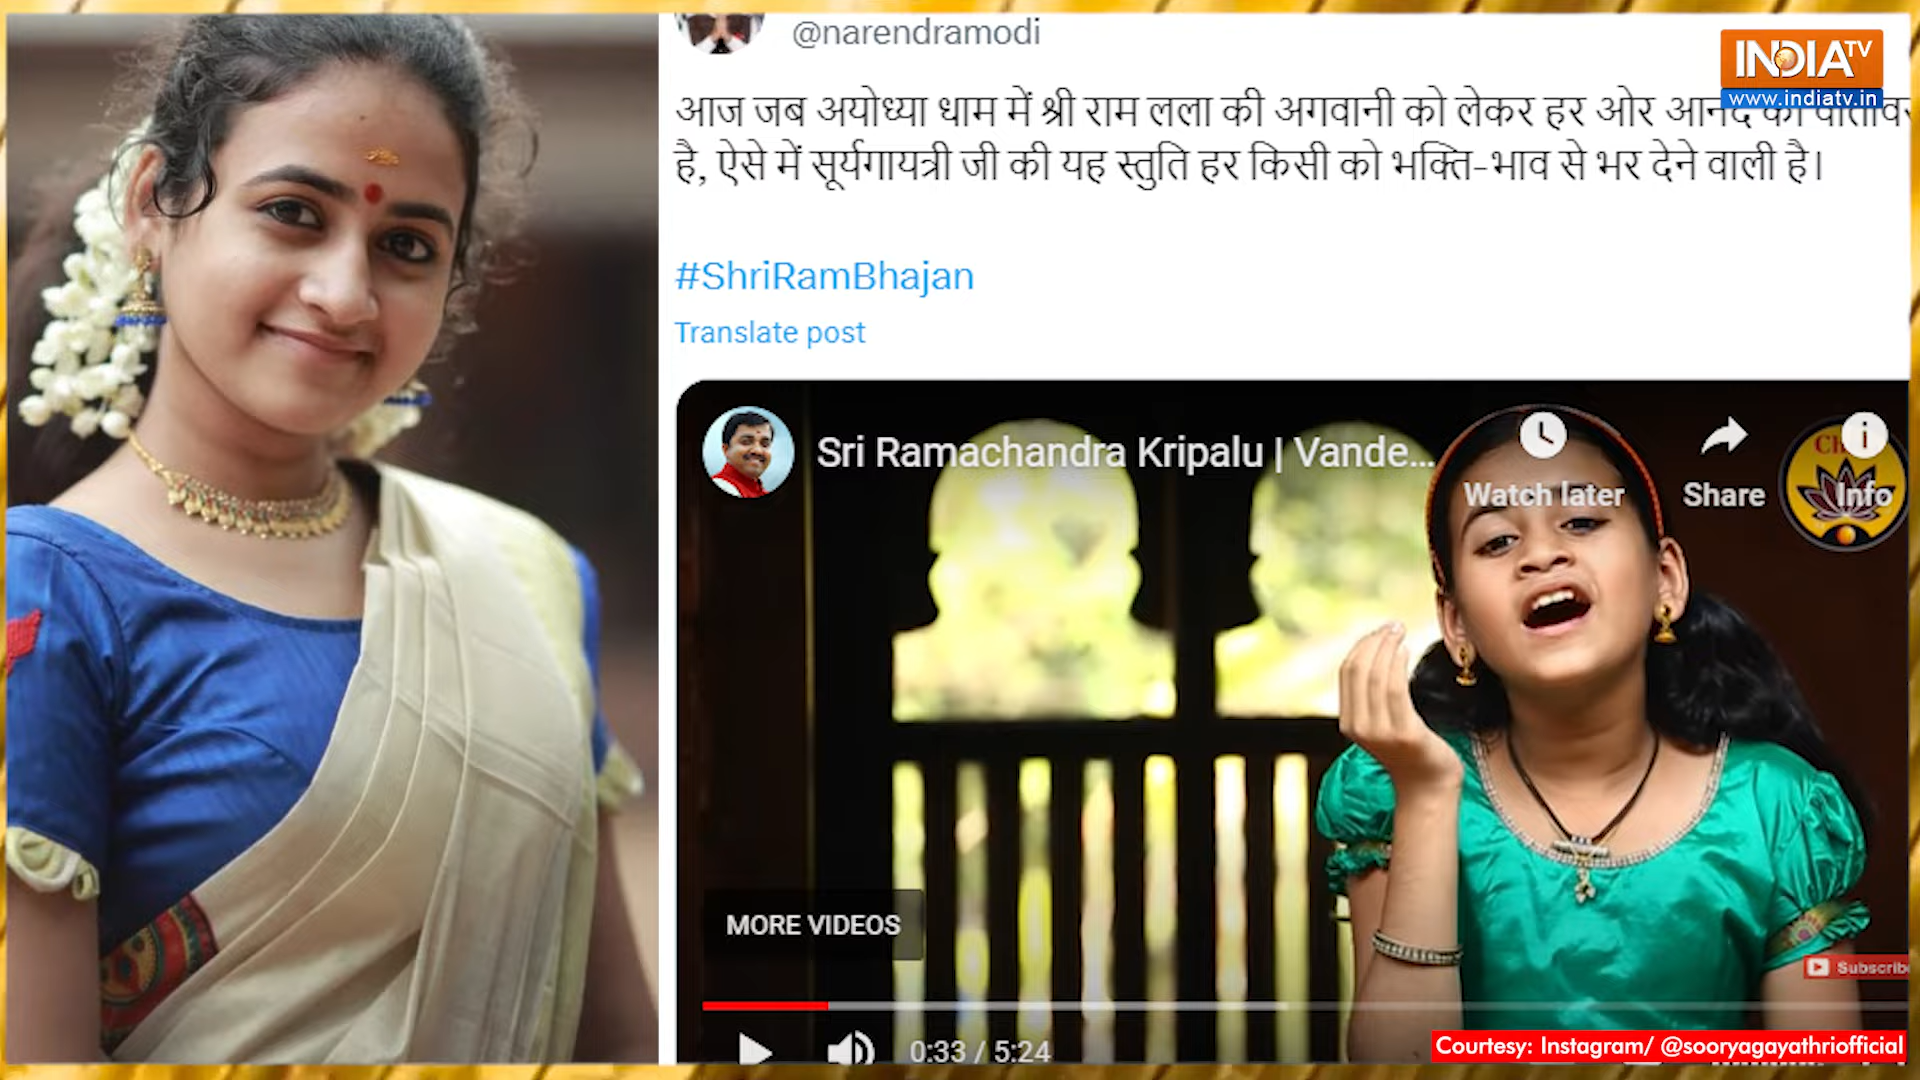 @narendramodi
INDIA TV
www.indiatv.in
आज जब अयोध्या धाम में श्री राम लला की अगवानी को लेकर हर ओर आनंद का
है, ऐसे में सूर्यगायत्री जी की यह स्तुति हर किसी को भक्ति-भाव से भर देने वाली है।
#ShriRamBhajan
Translate post
Sri Ramachandra Kripalu | Vande...
Watch later
Share
Info
MORE VIDEOS
Subscribe
0:33 / 5:24
Courtesy: Instagram/ @sooryagayathriofficial